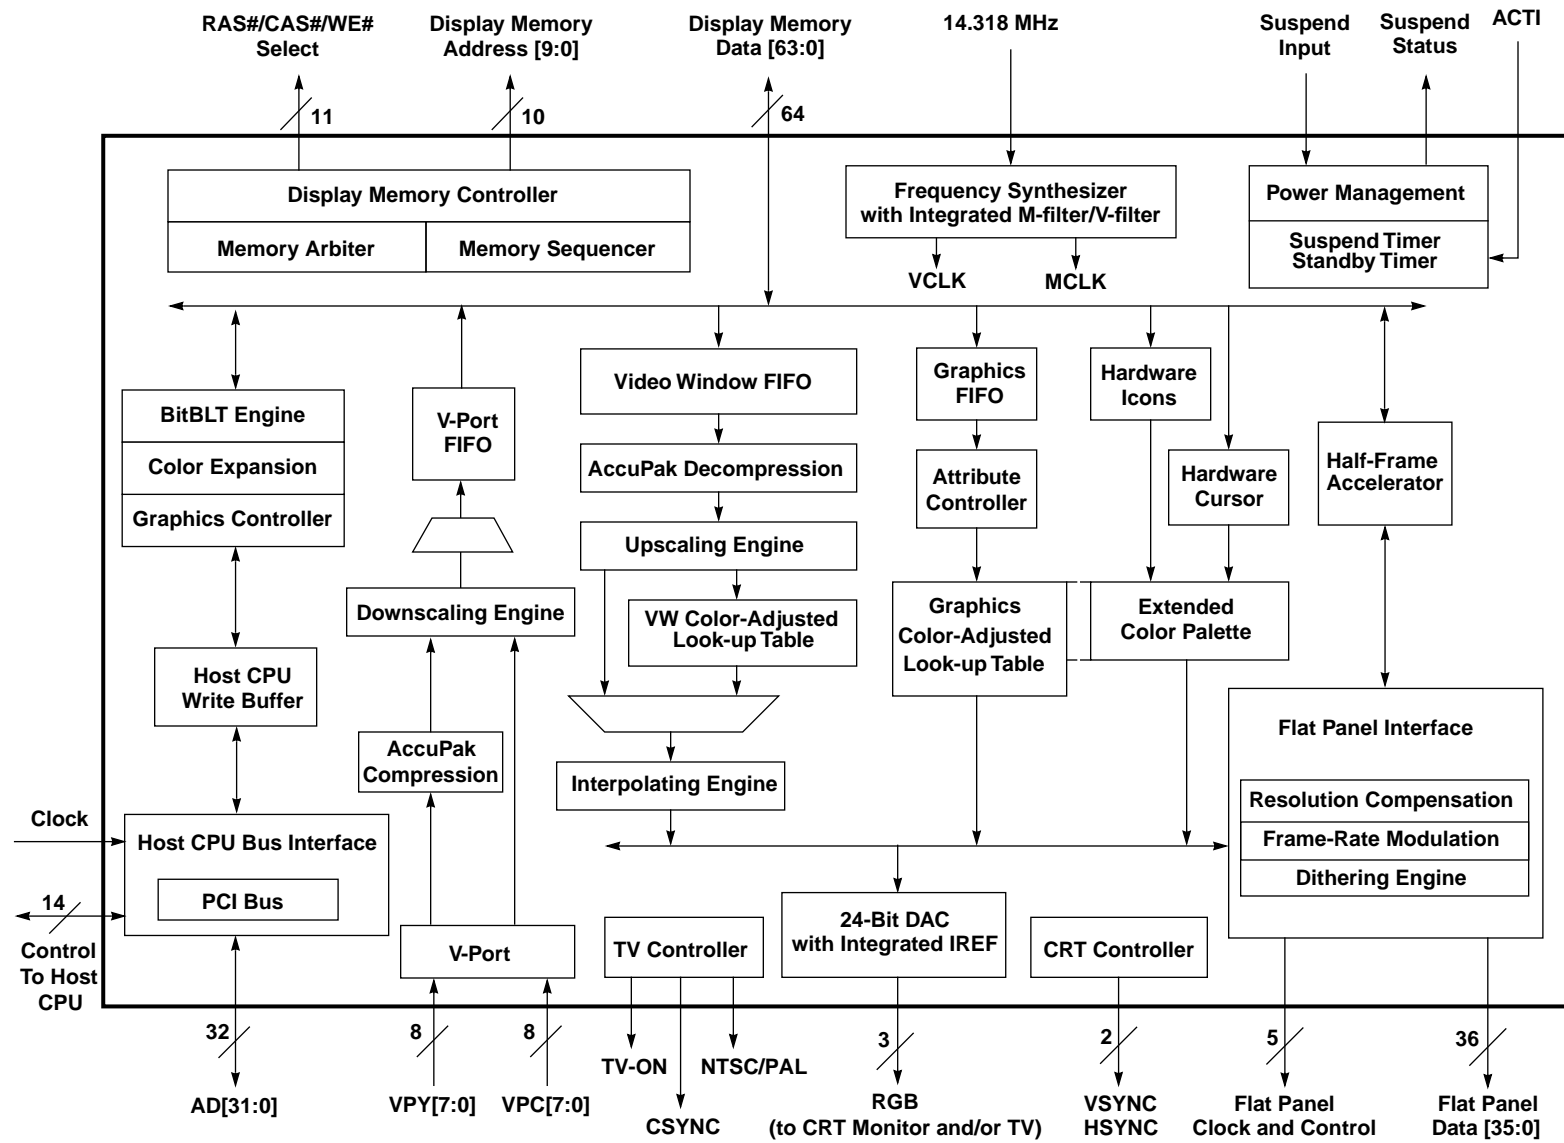 RAS#/CAS#/WE#
Select
Display Memory
Address [9:0]
Display Memory
Data [63:0]
14.318 MHz
Suspend
Input
Suspend
Status
ACTI
11
10
64
Display Memory Controller
Memory Arbiter
Memory Sequencer
Frequency Synthesizer
with Integrated M-filter/V-filter
VCLK
MCLK
Power Management
Suspend Timer
Standby Timer
BitBLT Engine
Color Expansion
Graphics Controller
V-Port
FIFO
Video Window FIFO
AccuPak Decompression
Upscaling Engine
VW Color-Adjusted
Look-up Table
Graphics
FIFO
Attribute
Controller
Graphics
Color-Adjusted
Look-up Table
Hardware
Icons
Hardware
Cursor
Extended
Color Palette
Half-Frame
Accelerator
Downscaling Engine
Host CPU
Write Buffer
AccuPak
Compression
Interpolating Engine
Flat Panel Interface
Resolution Compensation
Frame-Rate Modulation
Dithering Engine
Clock
Host CPU Bus Interface
PCI Bus
14
Control
To Host
CPU
V-Port
TV Controller
24-Bit DAC
with Integrated IREF
CRT Controller
32
8
8
3
2
5
36
AD[31:0]
VPY[7:0]
VPC[7:0]
TV-ON
CSYNC
NTSC/PAL
RGB
(to CRT Monitor and/or TV)
VSYNC
HSYNC
Flat Panel
Clock and Control
Flat Panel
Data [35:0]